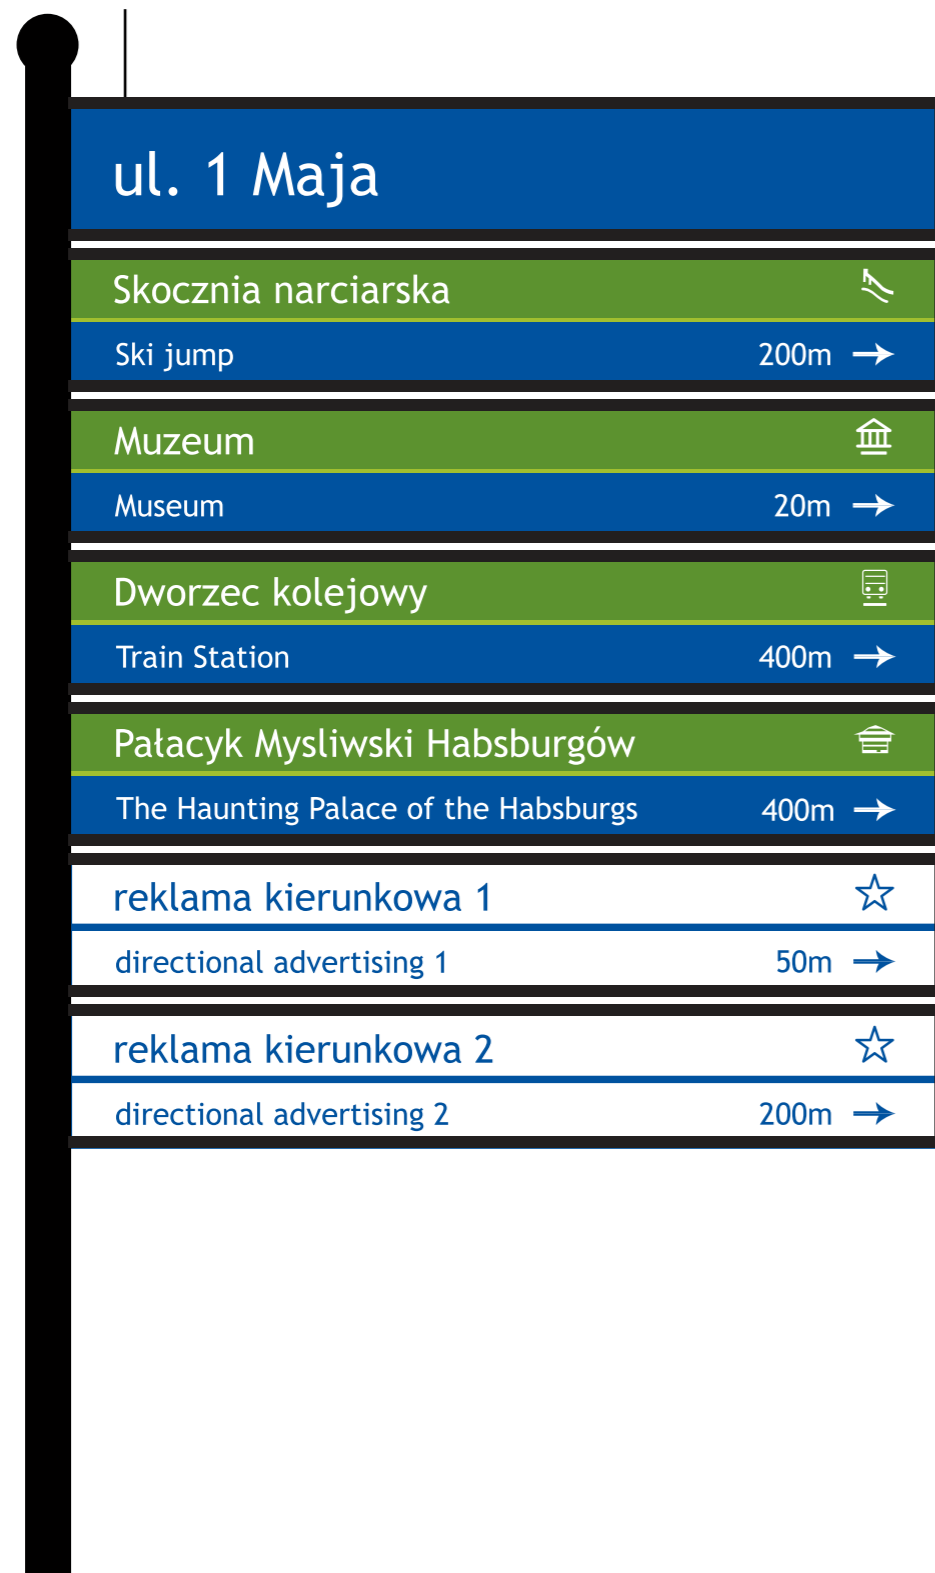 ul. 1 Maja
Skocznia narciarska
Ski jump 200m
Muzeum
Museum 20m
Dworzec kolejowy
Train Station 400m
Pałacyk Mysliwski Habsburgów
The Haunting Palace of the Habsburgs 400m
reklama kierunkowa 1
directional advertising 1 50m
reklama kierunkowa 2
directional advertising 2 200m